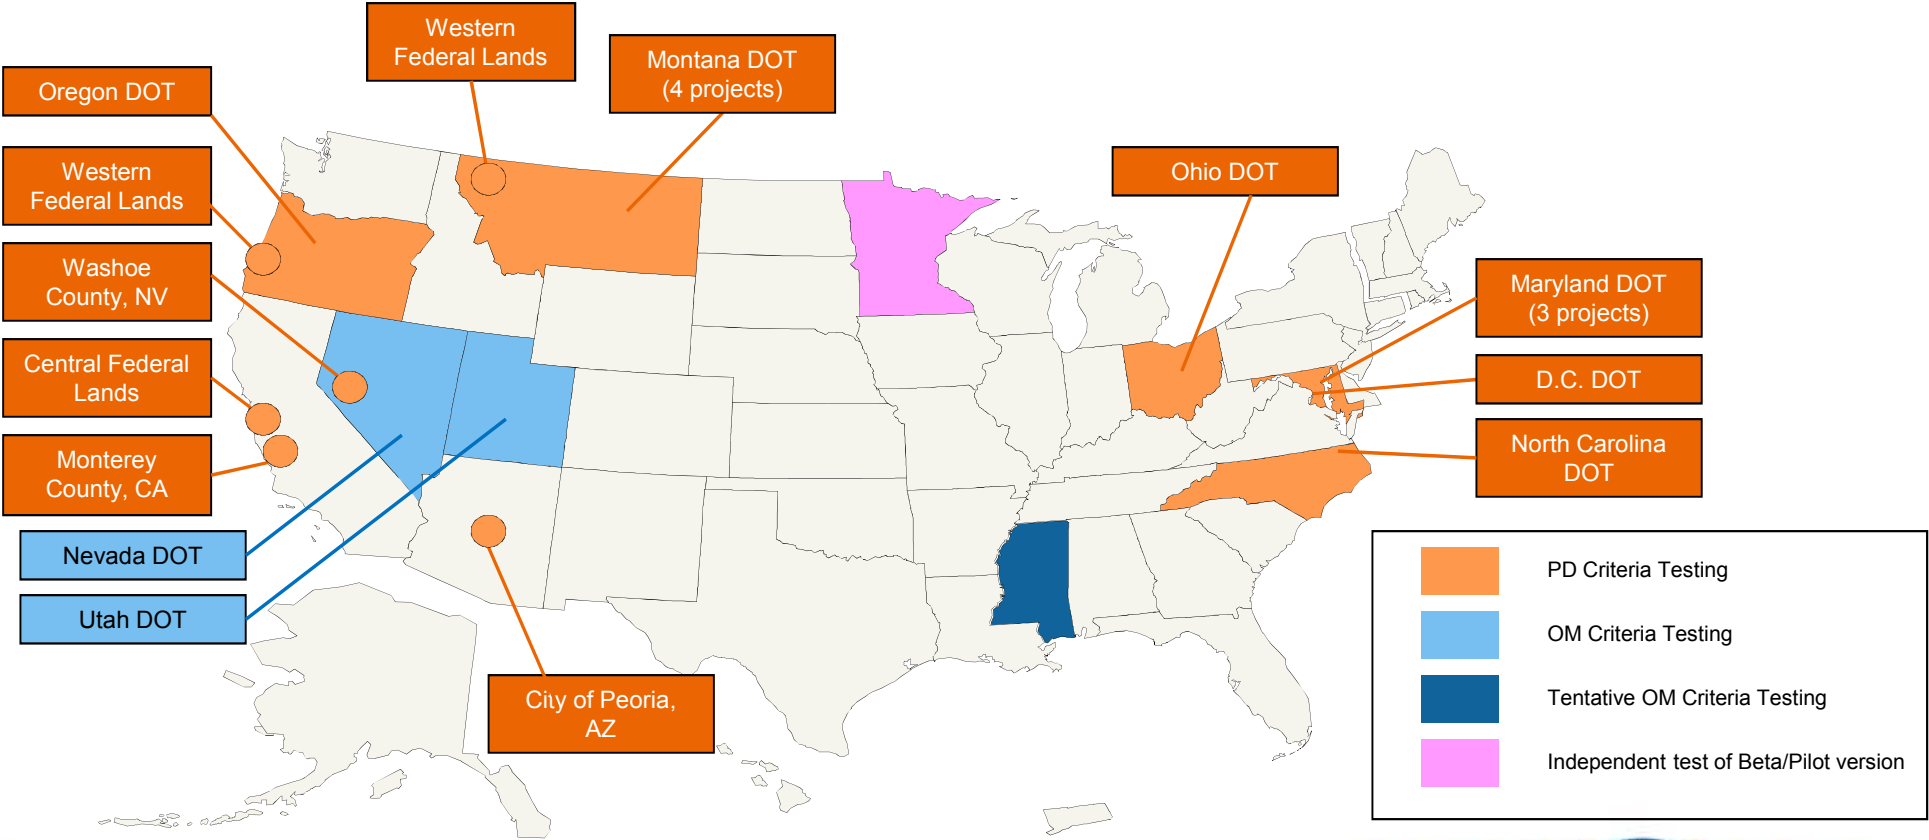 Western
Federal Lands
Montana DOT
(4 projects)
Oregon DOT
Western
Federal Lands
Ohio DOT
Washoe
County, NV
Maryland DOT
(3 projects)
Central Federal
Lands
D.C. DOT
Monterey
County, CA
North Carolina
DOT
Nevada DOT
Utah DOT
City of Peoria,
AZ
PD Criteria Testing
OM Criteria Testing
Tentative OM Criteria Testing
Independent test of Beta/Pilot version